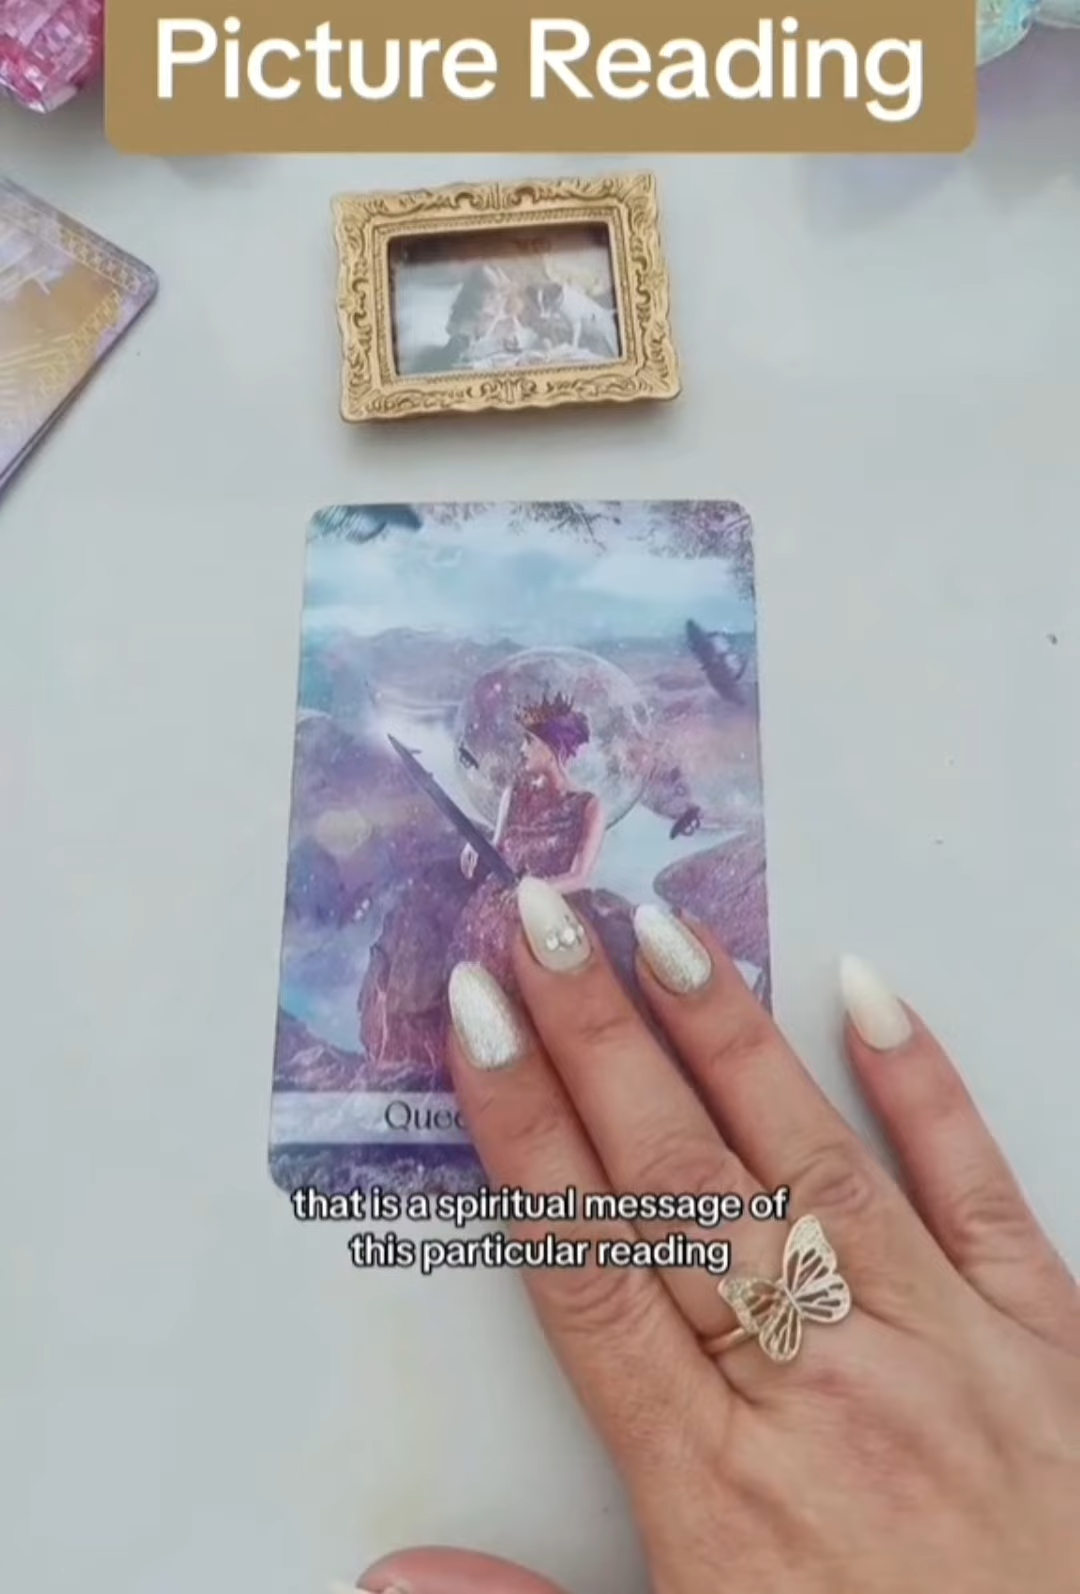 Picture Reading
Quee
that is a spiritual message of
this particular reading